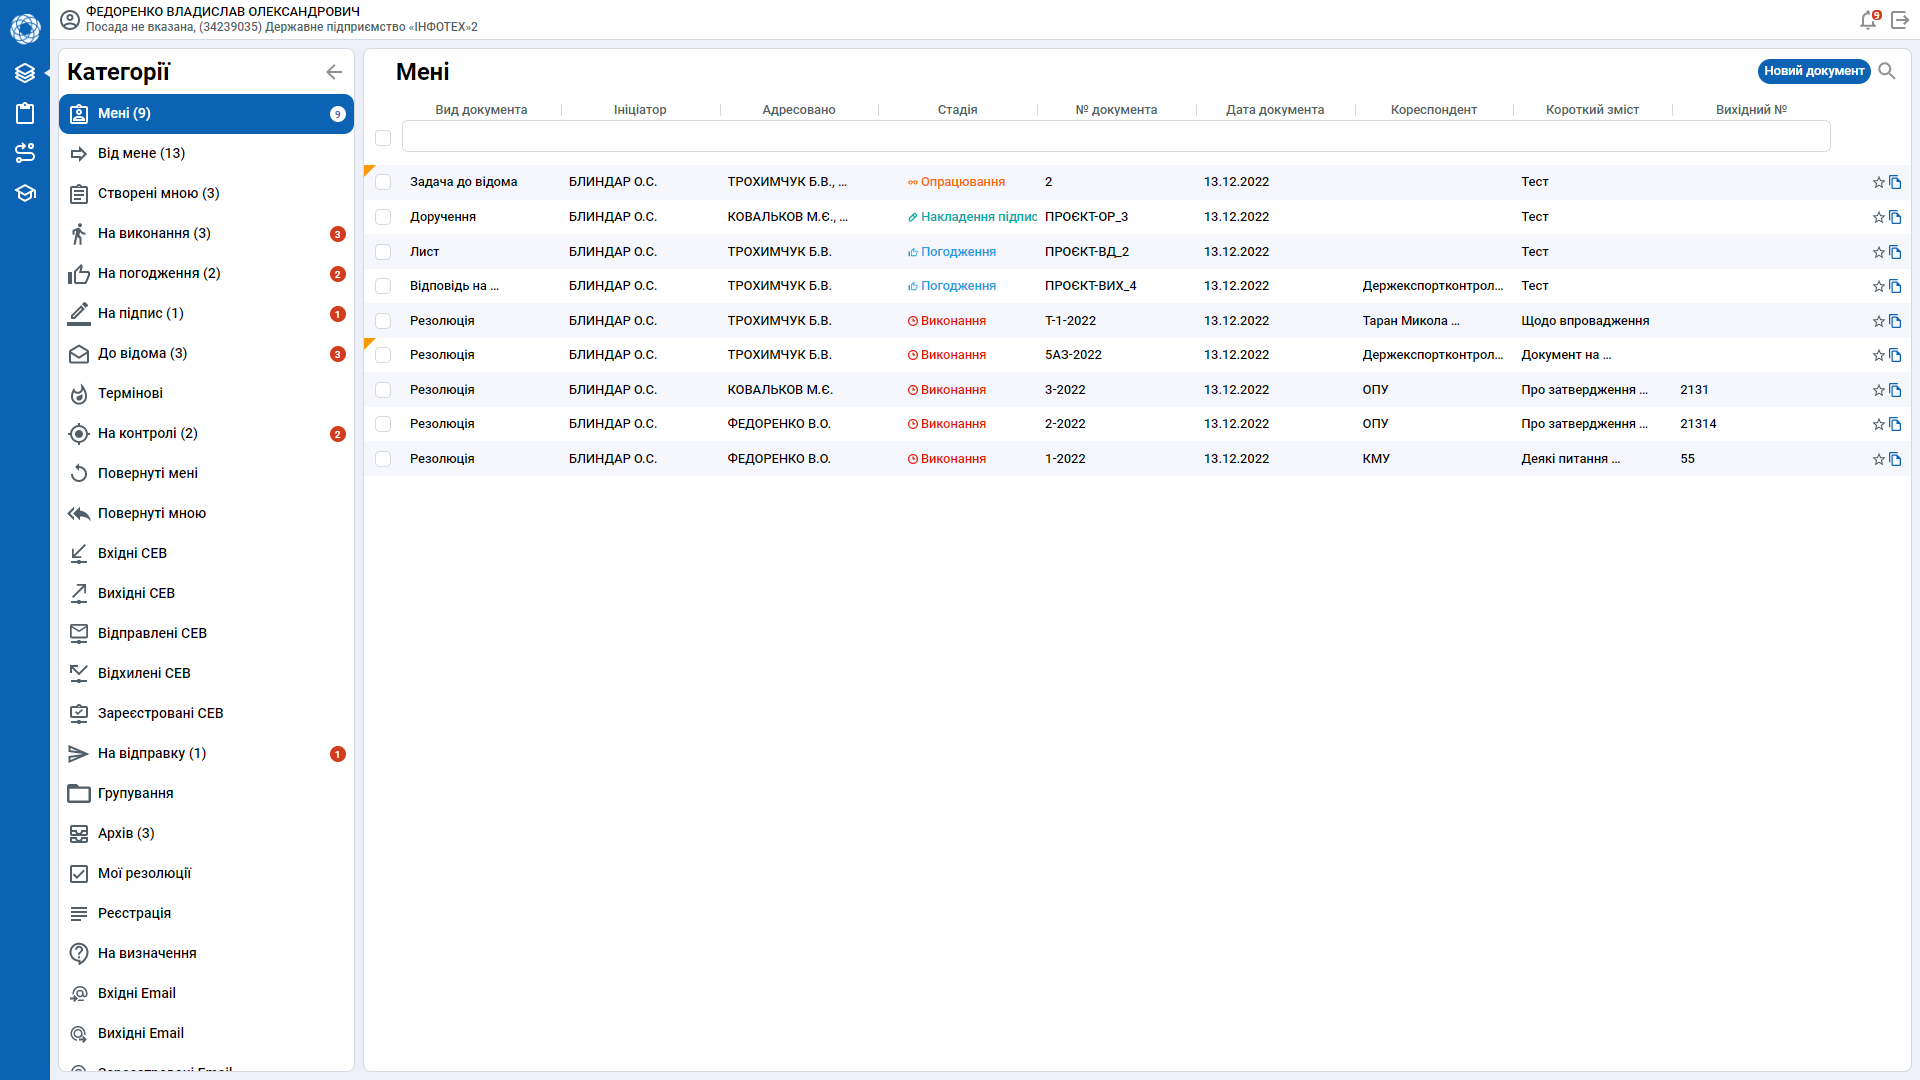 ФЕДОРЕНКО ВЛАДИСЛАВ ОЛЕКСАНДРОВИЧ
Посада не вказана, (34239035) Державне підприємство «ІНФОТЕХ»2
9
Категорії
Мені (9) 9
Від мене (13)
Створені мною (3)
На виконання (3) 3
На погодження (2) 2
На підпис (1) 1
До відома (3) 3
Термінові
На контролі (2) 2
Повернуті мені
Повернуті мною
Вхідні СЕВ
Вихідні СЕВ
Відправлені СЕВ
Відхилені СЕВ
Зареєстровані СЕВ
На відправку (1) 1
Групування
Архів (3)
Мої резолюції
Реєстрація
На визначення
Вхідні Email
Вихідні Email
Зареєстровані Email
Мені
Новий документ
Вид документа Ініціатор Адресовано Стадія № документа Дата документа Кореспондент Короткий зміст Вихідний №
Задача до відома БЛИНДАР О.С. ТРОХИМЧУК Б.В., ... Опрацювання 2 13.12.2022 Тест
Доручення БЛИНДАР О.С. КОВАЛЬКОВ М.Є., ... Накладення підпис ПРОЄКТ-ОР_3 13.12.2022 Тест
Лист БЛИНДАР О.С. ТРОХИМЧУК Б.В. Погодження ПРОЄКТ-ВД_2 13.12.2022 Тест
Відповідь на ... БЛИНДАР О.С. ТРОХИМЧУК Б.В. Погодження ПРОЄКТ-ВИХ_4 13.12.2022 Держекспортконтрол... Тест
Резолюція БЛИНДАР О.С. ТРОХИМЧУК Б.В. Виконання Т-1-2022 13.12.2022 Таран Микола ... Щодо впровадження
Резолюція БЛИНДАР О.С. ТРОХИМЧУК Б.В. Виконання 5АЗ-2022 13.12.2022 Держекспортконтрол... Документ на ...
Резолюція БЛИНДАР О.С. КОВАЛЬКОВ М.Є. Виконання 3-2022 13.12.2022 ОПУ Про затвердження ... 2131
Резолюція БЛИНДАР О.С. ФЕДОРЕНКО В.О. Виконання 2-2022 13.12.2022 ОПУ Про затвердження ... 21314
Резолюція БЛИНДАР О.С. ФЕДОРЕНКО В.О. Виконання 1-2022 13.12.2022 КМУ Деякі питання ... 55